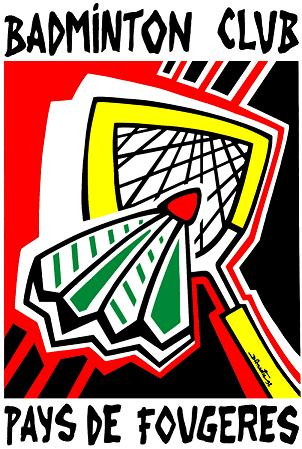 BADMINTON CLUB
PAYS DE FOUGERES